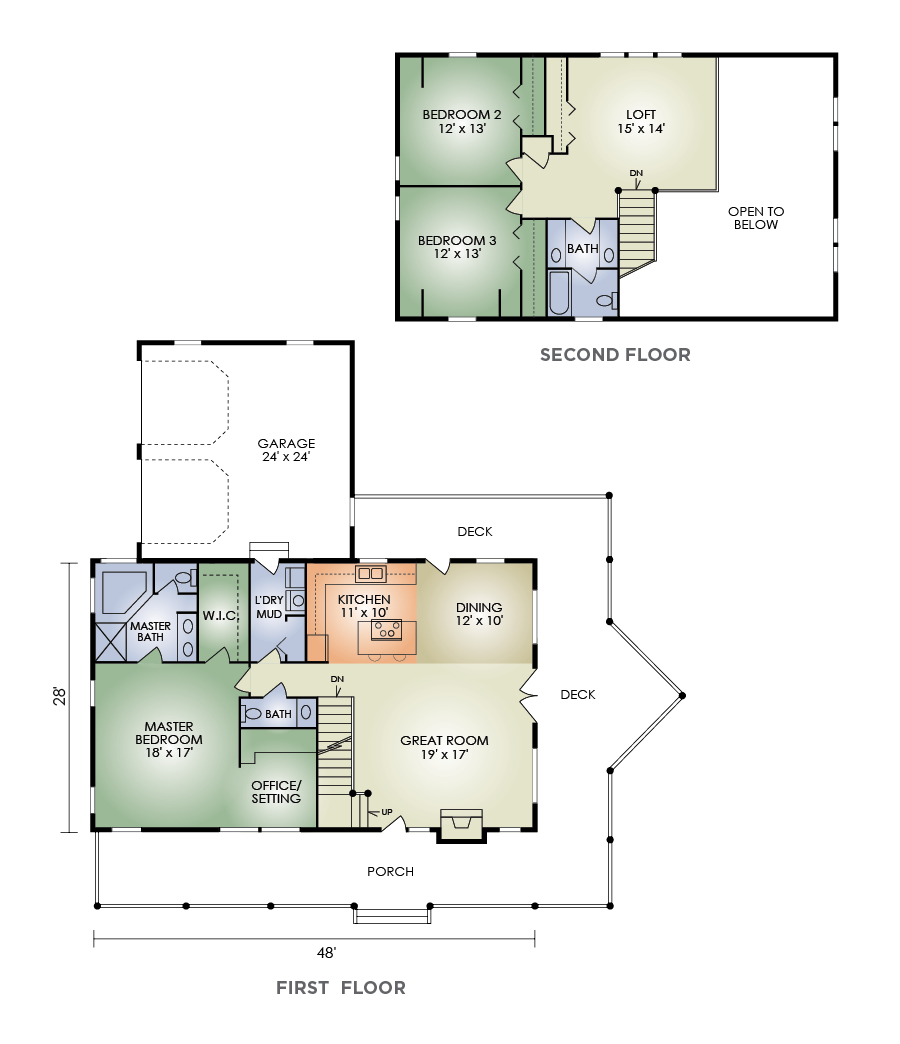 BEDROOM 2
12' x 13'
LOFT
15' x 14'
DN
OPEN TO
BELOW
BEDROOM 3
12' x 13'
BATH
SECOND FLOOR
GARAGE
24' x 24'
DECK
KITCHEN
11' x 10'
DINING
12' x 10'
L'DRY
MUD
W.I.C.
MASTER
BATH
DN
DECK
28'
BATH
MASTER
BEDROOM
18' x 17'
GREAT ROOM
19' x 17'
OFFICE/
SETTING
UP
PORCH
48'
FIRST FLOOR